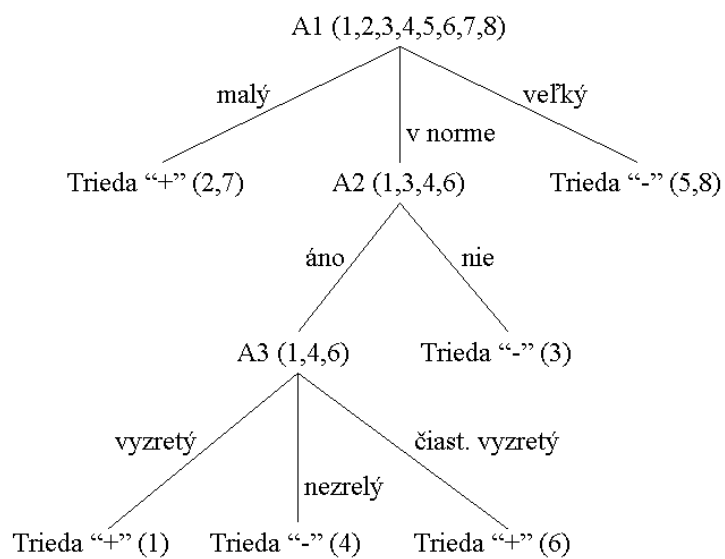 A1 (1,2,3,4,5,6,7,8)
malý
veľký
v norme
Trieda “+” (2,7)
A2 (1,3,4,6)
Trieda “-” (5,8)
áno
nie
A3 (1,4,6)
Trieda “-” (3)
vyzretý
čiast. vyzretý
nezrelý
Trieda “+” (1)
Trieda “-” (4)
Trieda “+” (6)